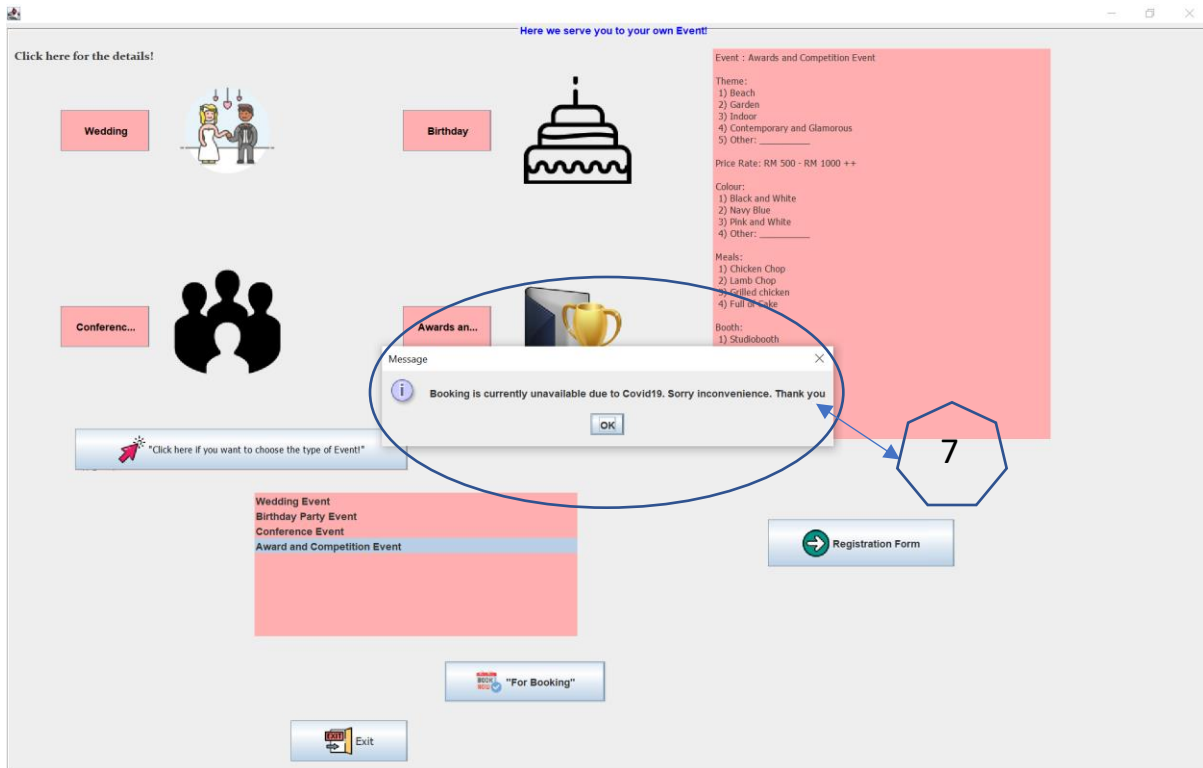 Here we serve you to your own Event!
Click here for the details!
Wedding
Birthday
Conferenc...
Awards an...
Event : Awards and Competition Event
Theme:
1) Beach
2) Garden
3) Indoor
4) Contemporary and Glamorous
5) Other: __________
Price Rate: RM 500 - RM 1000 ++
Colour:
1) Black and White
2) Navy Blue
3) Pink and White
4) Other: __________
Meals:
1) Chicken Chop
2) Lamb Chop
3) Grilled chicken
4) Full of Cake
Booth:
1) Studiobooth
Message
Booking is currently unavailable due to Covid19. Sorry inconvenience. Thank you
OK
7
"Click here if you want to choose the type of Event!"
Wedding Event
Birthday Party Event
Conference Event
Award and Competition Event
Registration Form
BOOK
NOW
"For Booking"
EXIT
Exit